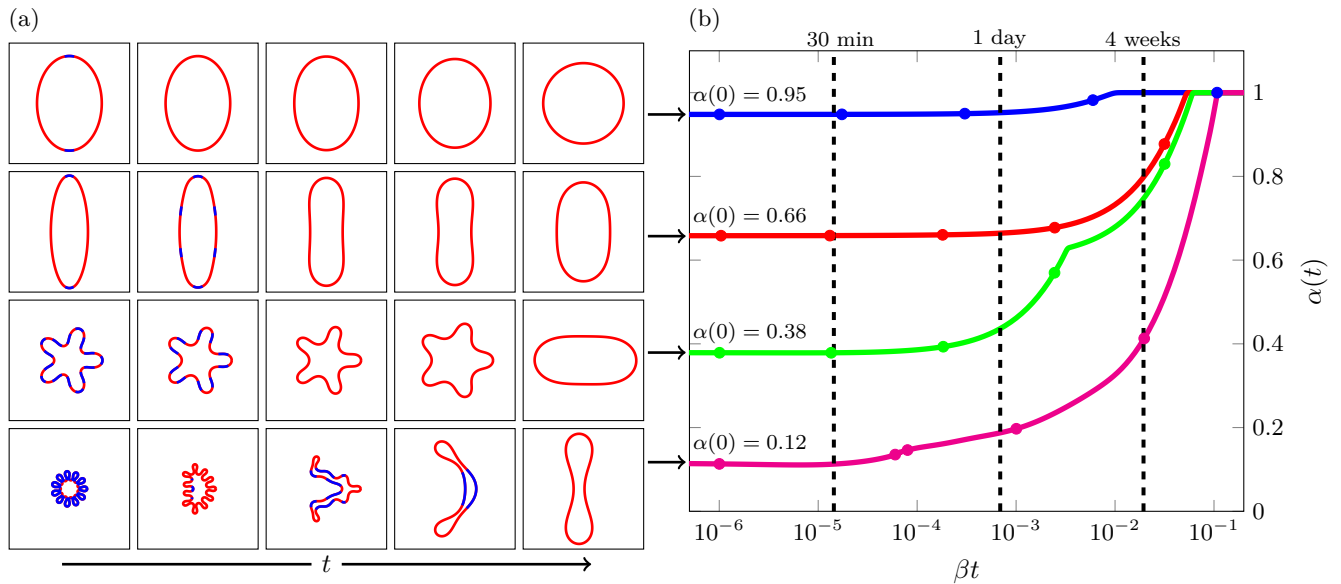 (a)
t
(b)
30 min
1 day
4 weeks
α(0) = 0.95
α(0) = 0.66
α(0) = 0.38
α(0) = 0.12
1
0.8
0.6
0.4
0.2
0
α(t)
10⁻⁶
10⁻⁵
10⁻⁴
10⁻³
10⁻²
10⁻¹
βt